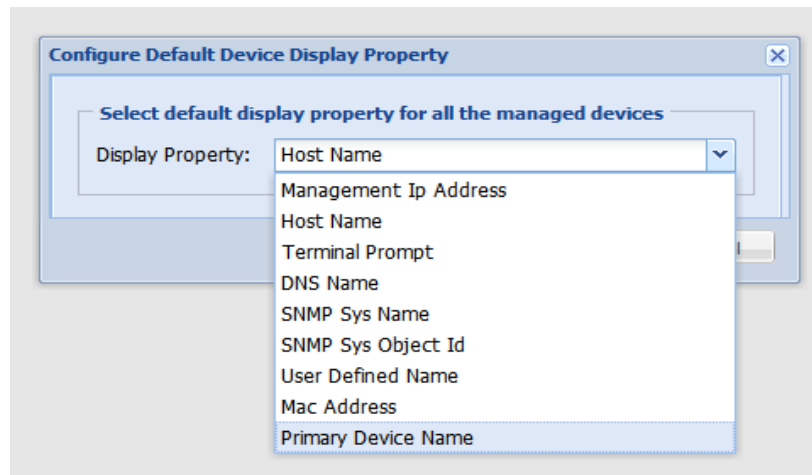 Configure Default Device Display Property
Select default display property for all the managed devices
Display Property: Host Name
Management Ip Address
Host Name
Terminal Prompt
DNS Name
SNMP Sys Name
SNMP Sys Object Id
User Defined Name
Mac Address
Primary Device Name